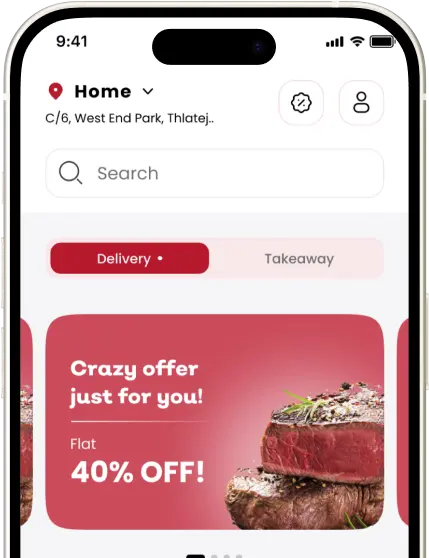 9:41
Home
C/6, West End Park, Thlatej..
Search
Delivery •
Takeaway
Crazy offer
just for you!
Flat
40% OFF!